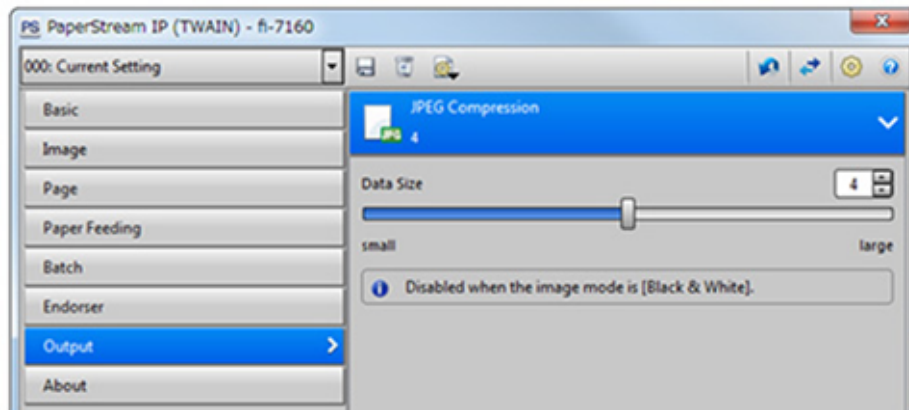 PS PaperStream IP (TWAIN) - fi-7160
000: Current Setting
Basic
Image
Page
Paper Feeding
Batch
Endorser
Output
About
JPEG Compression
JPG 4
Data Size 4
small large
Disabled when the image mode is [Black & White].